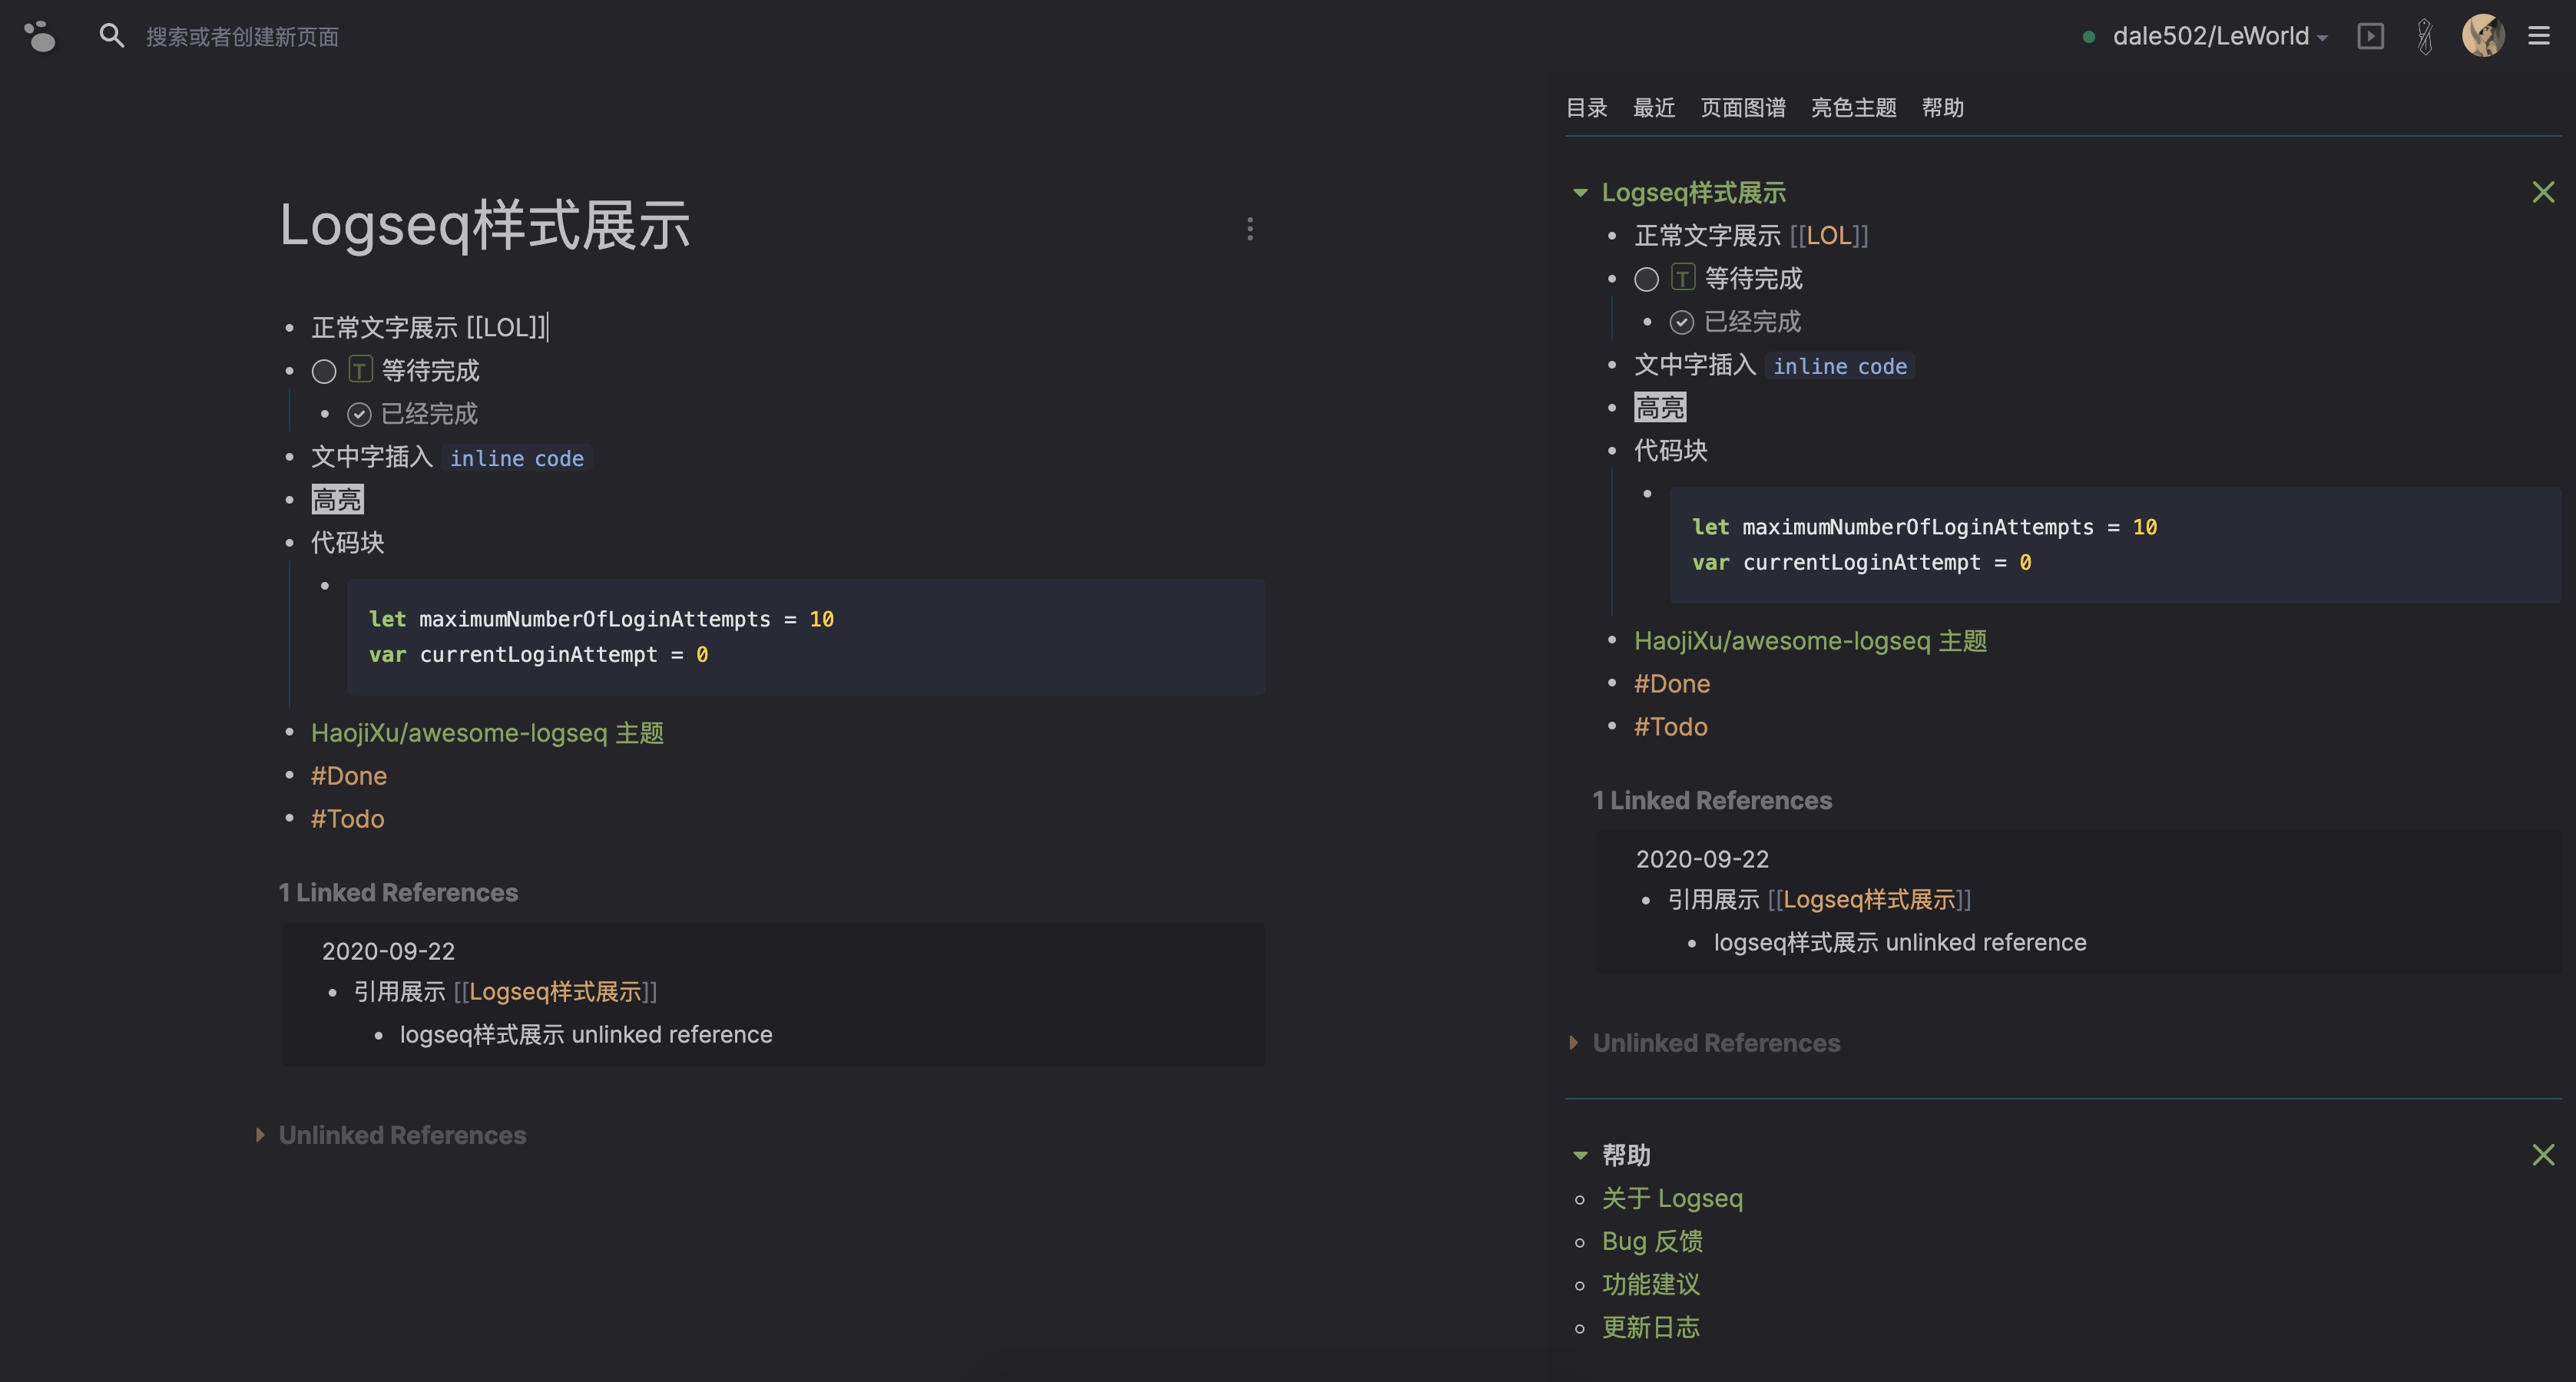 搜索或者创建新页面
dale502/LeWorld
Logseq样式展示
正常文字展示 [[LOL]]
T 等待完成
已经完成
文中字插入 inline code
高亮
代码块
let maximumNumberOfLoginAttempts = 10
var currentLoginAttempt = 0
HaojiXu/awesome-logseq 主题
#Done
#Todo
1 Linked References
2020-09-22
引用展示 [[Logseq样式展示]]
logseq样式展示 unlinked reference
Unlinked References
目录 最近 页面图谱 亮色主题 帮助
Logseq样式展示
正常文字展示 [[LOL]]
T 等待完成
已经完成
文中字插入 inline code
高亮
代码块
let maximumNumberOfLoginAttempts = 10
var currentLoginAttempt = 0
HaojiXu/awesome-logseq 主题
#Done
#Todo
1 Linked References
2020-09-22
引用展示 [[Logseq样式展示]]
logseq样式展示 unlinked reference
Unlinked References
帮助
关于 Logseq
Bug 反馈
功能建议
更新日志